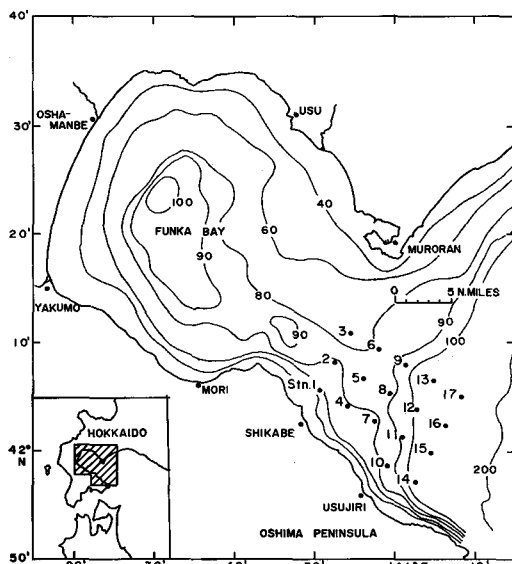 40'
OSHA-
MANBE
USU
30'
40
100
FUNKA BAY
60
MURORAN
20'
90
0 5 N.MILES
80
YAKUMO
90
100
90
3
6
10'
2
9
5
13
MORI
Stn.1
8
17
4
12
HOKKAIDO
7
16
SHIKABE
11
42
N
15
10
200
14
USUJIRI
OSHIMA PENINSULA
50'